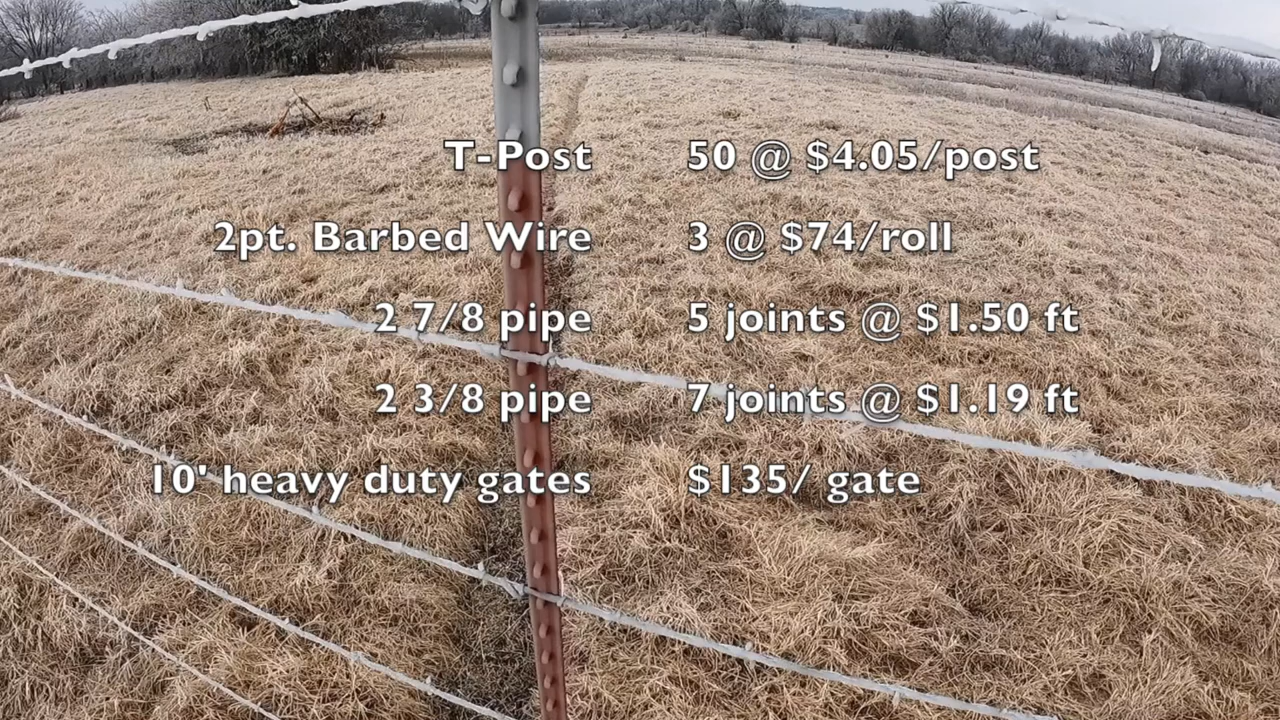 T-Post 50 @ $4.05/post
2pt. Barbed Wire 3 @ $74/roll
2 7/8 pipe 5 joints @ $1.50 ft
2 3/8 pipe 7 joints @ $1.19 ft
10' heavy duty gates $135/ gate